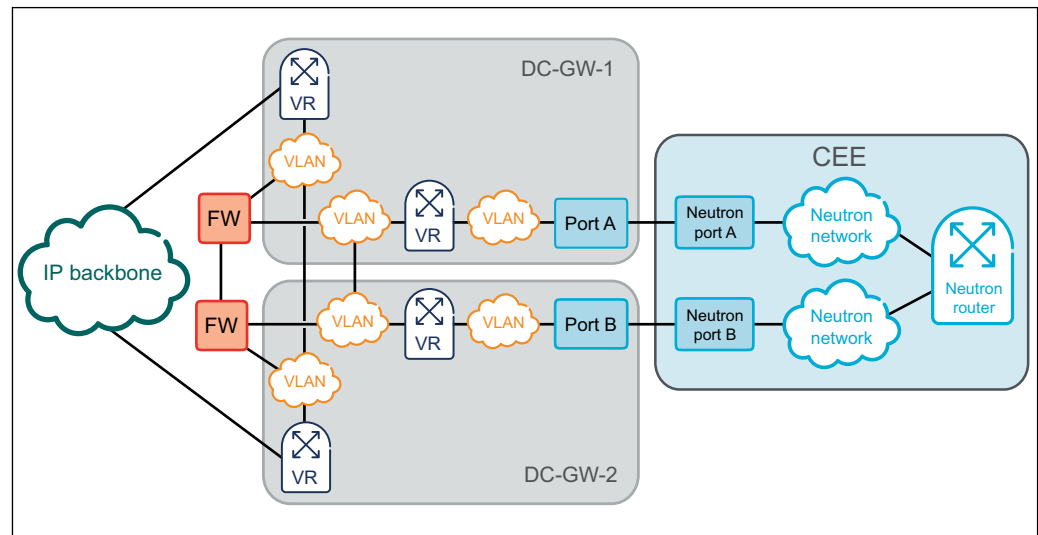 DC-GW-1
VR
VLAN
CEE
FW
VLAN
VR
VLAN
Port A
Neutron
port A
Neutron
network
IP backbone
Neutron
router
FW
VLAN
VR
VLAN
Port B
Neutron
port B
Neutron
network
VLAN
VR
DC-GW-2